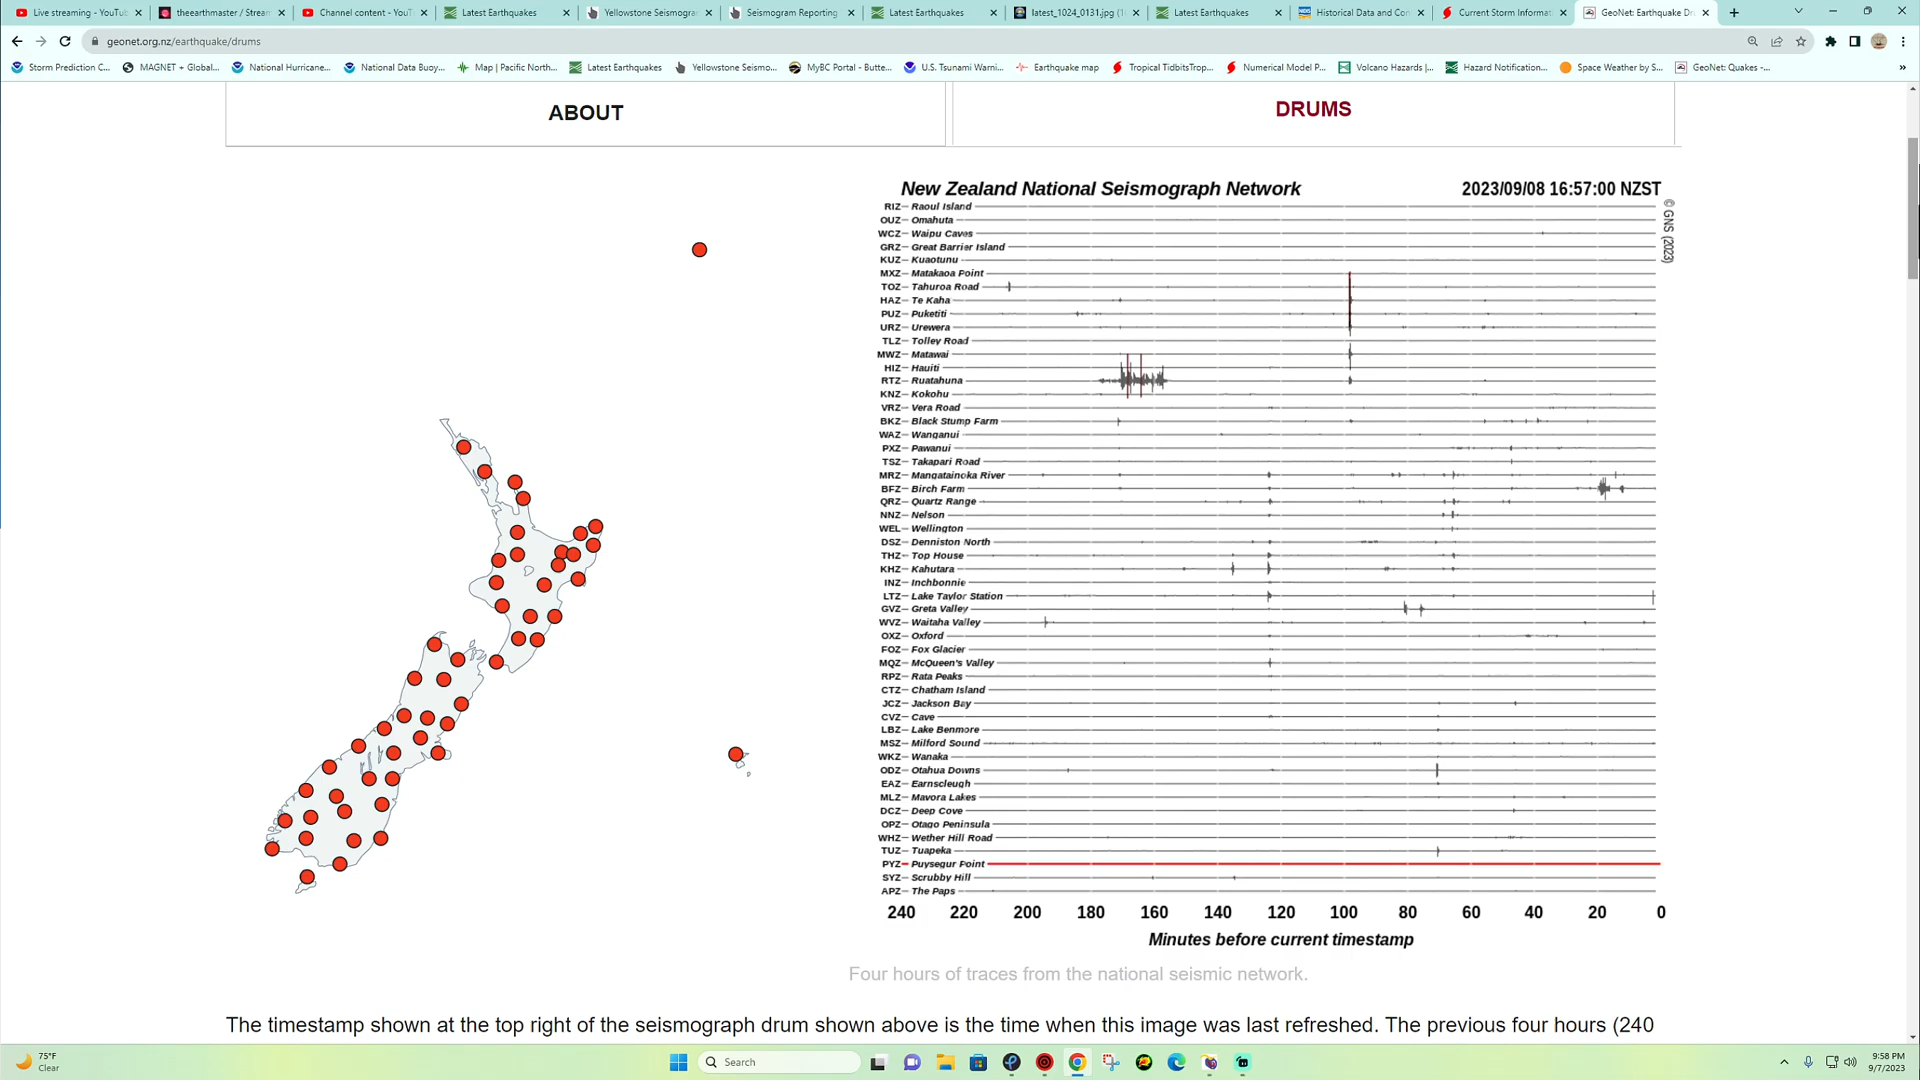 Live streaming - YouTub
theearthmaster / Stream
Channel content - YouT
Latest Earthquakes
Yellowstone Seismogra
Seismogram Reporting
Latest Earthquakes
latest_1024_0131.jpg (1
Latest Earthquakes
Historical Data and Con
Current Storm Informati
GeoNet: Earthquake Dr
geonet.org.nz/earthquake/drums
Storm Prediction C...
MAGNET + Global...
National Hurricane...
National Data Buoy...
Map | Pacific North...
Latest Earthquakes
Yellowstone Seismo...
MyBC Portal - Butte...
U.S. Tsunami Warni...
Earthquake map
Tropical TidbitsTrop...
Numerical Model P...
Volcano Hazards |...
Hazard Notification...
Space Weather by S...
GeoNet: Quakes -...
ABOUT
DRUMS
New Zealand National Seismograph Network
2023/09/08 16:57:00 NZST
© GNS (2023)
RIZ Raoul Island
OUZ Omahuta
WCZ Waipu Caves
GRZ Great Barrier Island
KUZ Kuaotunu
MXZ Matakaoa Point
TOZ Tahuroa Road
HAZ Te Kaha
PUZ Puketiti
URZ Urewera
TLZ Tolley Road
MWZ Matawai
HIZ Hauiti
RTZ Ruatahuna
KNZ Kokohu
VRZ Vera Road
BKZ Black Stump Farm
WAZ Wanganui
PXZ Pawanui
TSZ Takapari Road
MRZ Mangatainoka River
BFZ Birch Farm
QRZ Quartz Range
NNZ Nelson
WEL Wellington
DSZ Denniston North
THZ Top House
KHZ Kahutara
INZ Inchbonnie
LTZ Lake Taylor Station
GVZ Greta Valley
WVZ Waitaha Valley
OXZ Oxford
FOZ Fox Glacier
MQZ McQueen's Valley
RPZ Rata Peaks
CTZ Chatham Island
JCZ Jackson Bay
CVZ Cave
LBZ Lake Benmore
MSZ Milford Sound
WKZ Wanaka
ODZ Otahua Downs
EAZ Earnscleugh
MLZ Mavora Lakes
DCZ Deep Cove
OPZ Otago Peninsula
WHZ Wether Hill Road
TUZ Tuapeka
PYZ Puysegur Point
SYZ Scrubby Hill
APZ The Paps
240 220 200 180 160 140 120 100 80 60 40 20 0
Minutes before current timestamp
Four hours of traces from the national seismic network.
The timestamp shown at the top right of the seismograph drum shown above is the time when this image was last refreshed. The previous four hours (240
75°F
Clear
Search
9:58 PM
9/7/2023